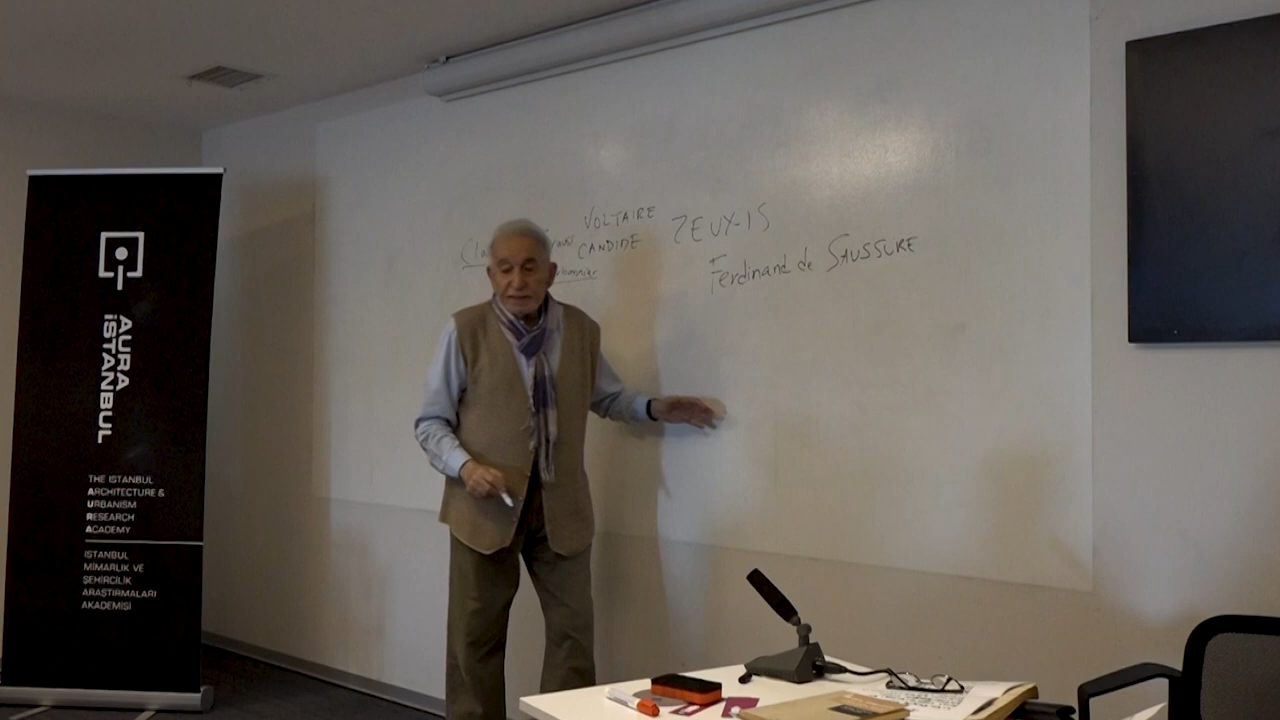 AURA
iSTANBUL
THE ISTANBUL
ARCHITECTURE &
URBANISM
RESEARCH
ACADEMY
İSTANBUL
MİMARLIK VE
ŞEHİRCİLİK
ARAŞTIRMALARI
AKADEMİSİ
VOLTAIRE
CANDIDE
ZEUXIS
Ferdinand de SAUSSURE